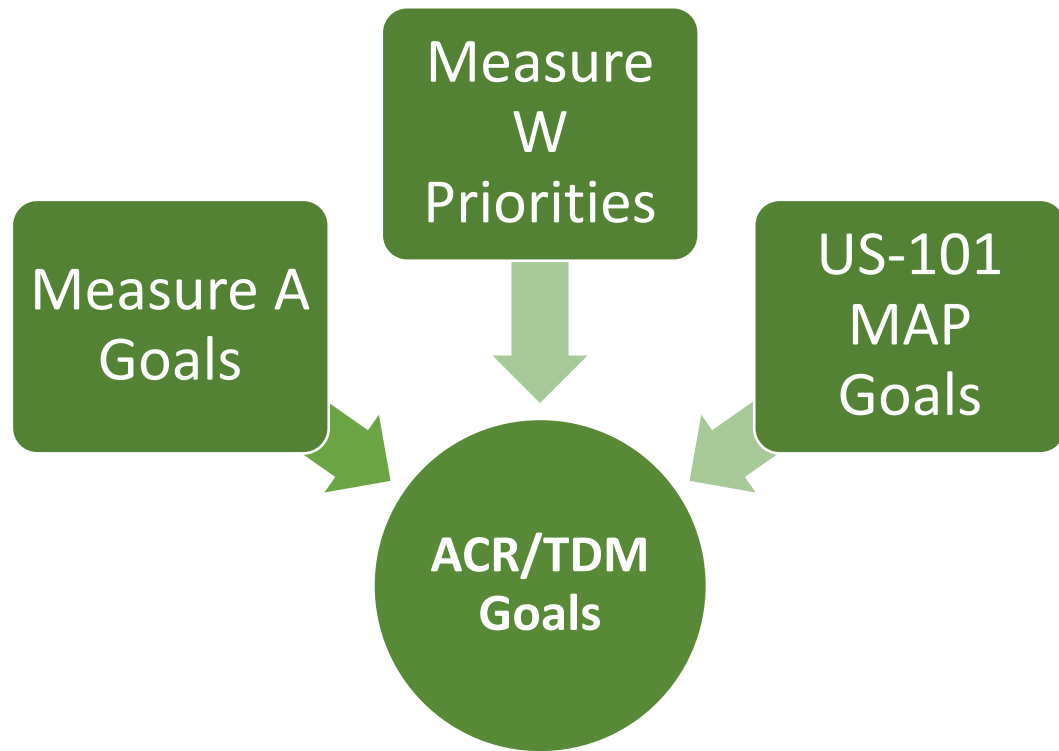 Measure
W
Priorities
Measure A
Goals
US-101
MAP
Goals
ACR/TDM
Goals